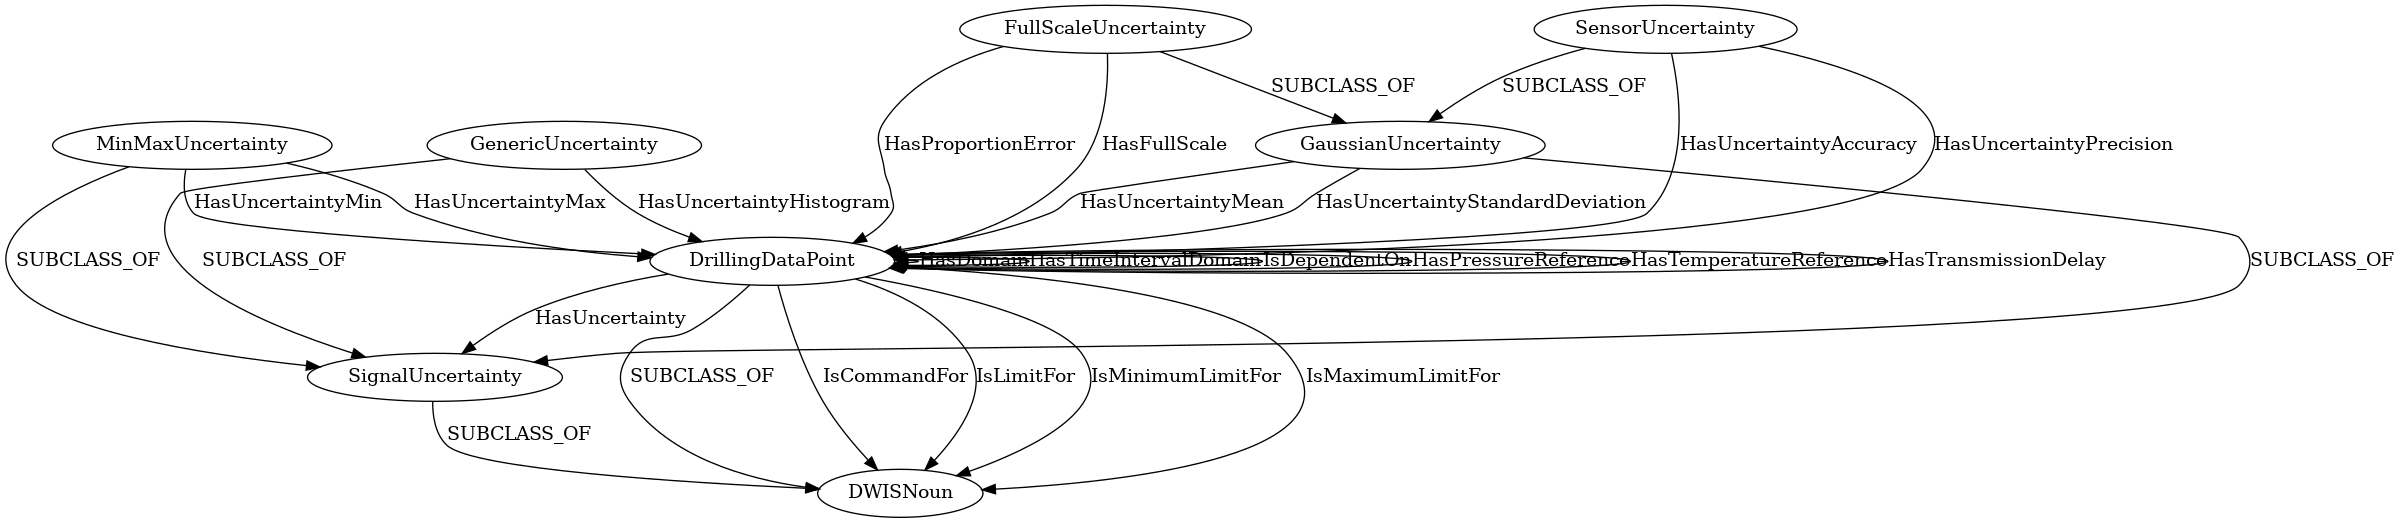 FullScaleUncertainty
SensorUncertainty
SUBCLASS_OF
SUBCLASS_OF
MinMaxUncertainty
GenericUncertainty
HasProportionError
HasFullScale
GaussianUncertainty
HasUncertaintyAccuracy
HasUncertaintyPrecision
HasUncertaintyMin
HasUncertaintyMax
HasUncertaintyHistogram
HasUncertaintyMean
HasUncertaintyStandardDeviation
SUBCLASS_OF
SUBCLASS_OF
DrillingDataPoint
HasDomain
HasTimeIntervalDomain
IsDependentOn
HasPressureReference
HasTemperatureReference
HasTransmissionDelay
SUBCLASS_OF
HasUncertainty
SignalUncertainty
SUBCLASS_OF
IsCommandFor
IsLimitFor
IsMinimumLimitFor
IsMaximumLimitFor
SUBCLASS_OF
DWISNoun